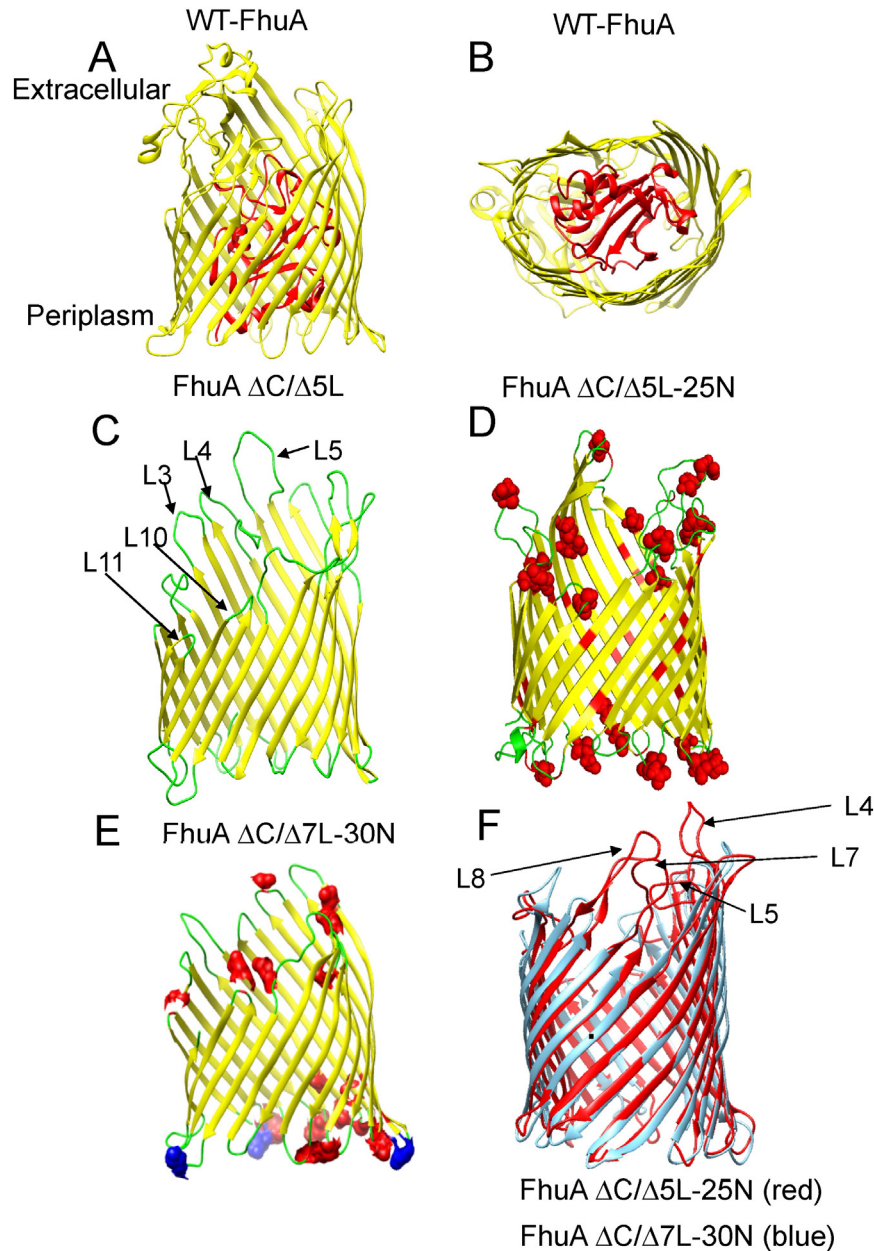 WT-FhuA
WT-FhuA
A
B
Extracellular
Periplasm
FhuA ΔC/Δ5L
FhuA ΔC/Δ5L-25N
C
D
L3
L4
L5
L10
L11
E
FhuA ΔC/Δ7L-30N
F
L4
L8
L7
L5
FhuA ΔC/Δ5L-25N (red)
FhuA ΔC/Δ7L-30N (blue)